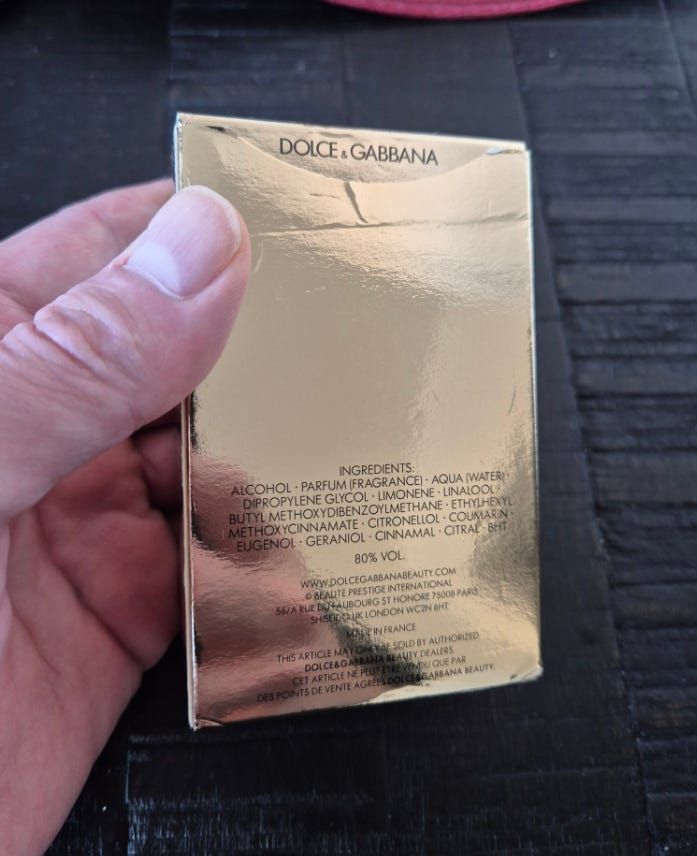 DOLCE & GABBANA
INGREDIENTS:
ALCOHOL · PARFUM (FRAGRANCE) · AQUA (WATER) ·
DIPROPYLENE GLYCOL · LIMONENE · LINALOOL ·
BUTYL METHOXYDIBENZOYLMETHANE · ETHYLHEXYL
METHOXYCINNAMATE · CITRONELLOL · COUMARIN ·
EUGENOL · GERANIOL · CINNAMAL · CITRAL · BHT
80% VOL.
WWW.DOLCEGABBANABEAUTY.COM
© BEAUTE PRESTIGE INTERNATIONAL
56/A RUE DU FAUBOURG ST HONORE 75008 PARIS
SHISEIDO UK LONDON WC2N 6HT
MADE IN FRANCE
THIS ARTICLE MAY ONLY BE SOLD BY AUTHORIZED
DOLCE&GABBANA BEAUTY DEALERS.
CET ARTICLE NE PEUT ÊTRE VENDU QUE PAR
DES POINTS DE VENTE AGRÉÉS DOLCE&GABBANA BEAUTY.